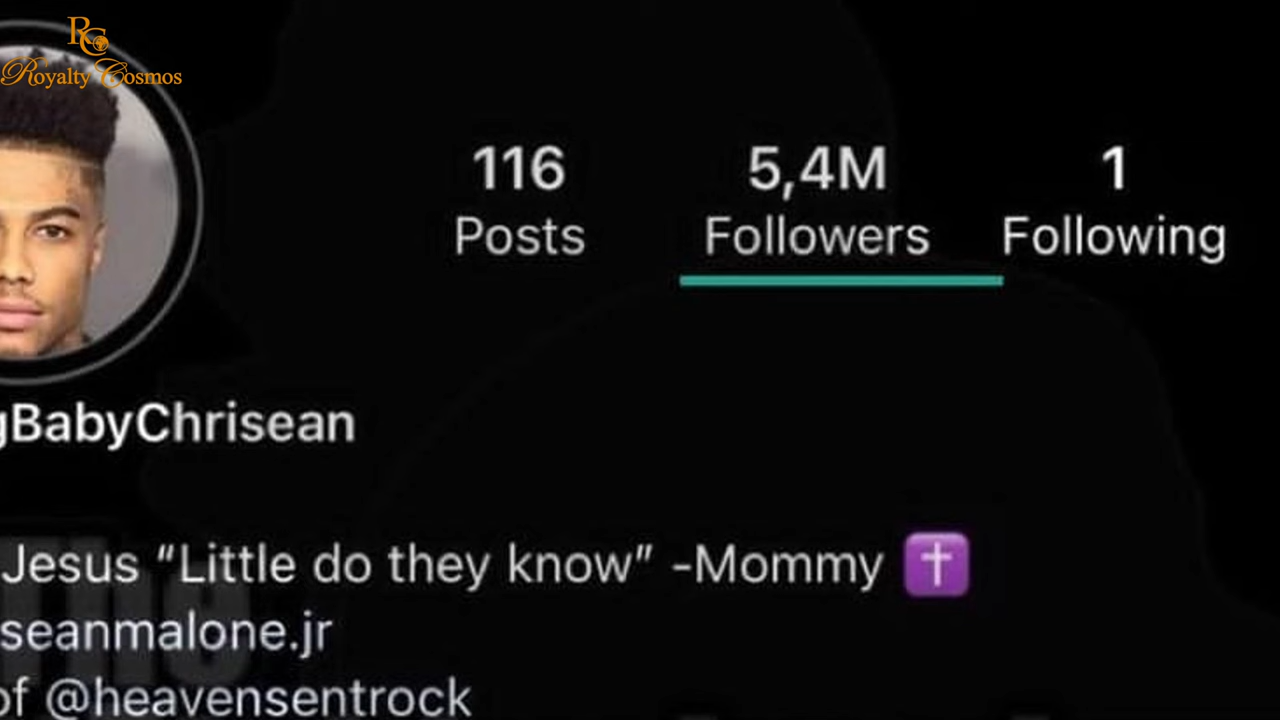 RC
Royalty Cosmos
116
5,4M
1
Posts
Followers
Following
gBabyChrisean
Jesus “Little do they know” -Mommy ✝️
seanmalone.jr
of @heavensentrock